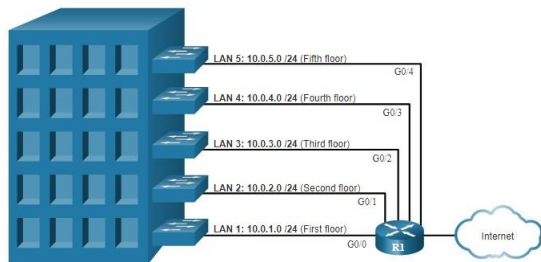 LAN 5: 10.0.5.0 /24 (Fifth floor)
G0/4
LAN 4: 10.0.4.0 /24 (Fourth floor)
G0/3
LAN 3: 10.0.3.0 /24 (Third floor)
G0/2
LAN 2: 10.0.2.0 /24 (Second floor)
G0/1
LAN 1: 10.0.1.0 /24 (First floor)
G0/0
R1
Internet